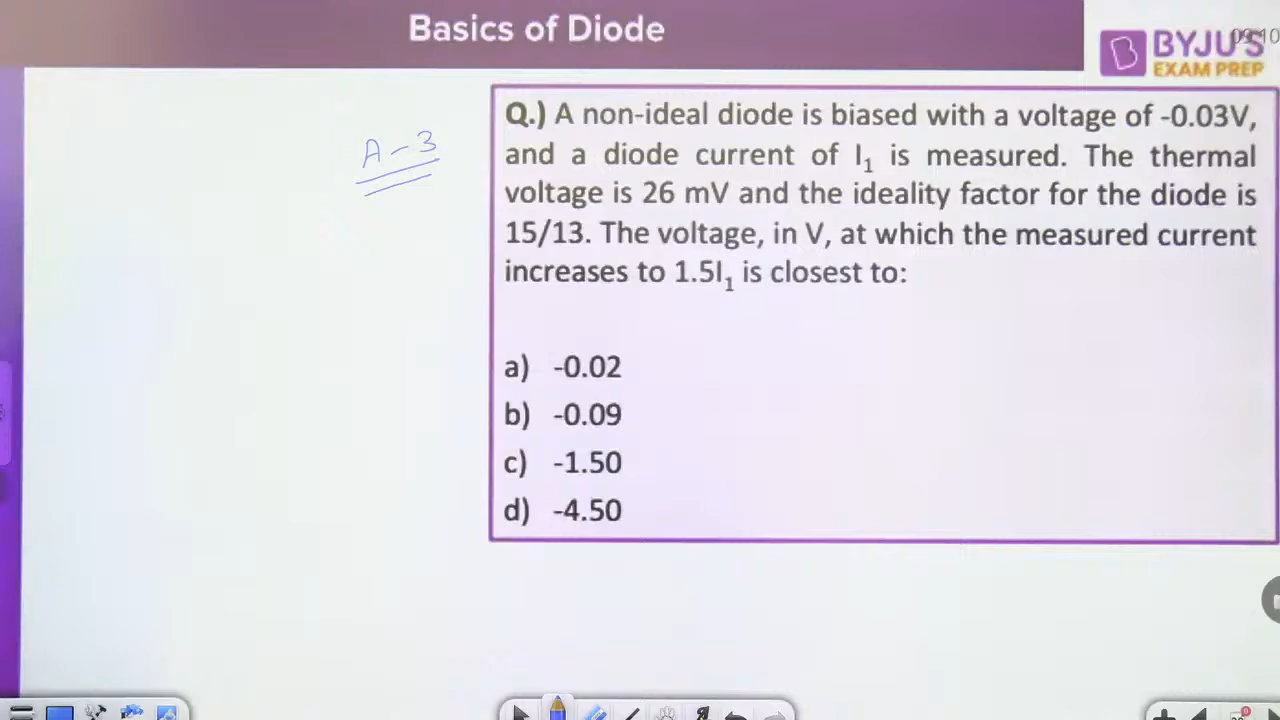 Basics of Diode
BYJU'S
EXAM PREP
A-3
Q.) A non-ideal diode is biased with a voltage of -0.03V,
and a diode current of I₁ is measured. The thermal
voltage is 26 mV and the ideality factor for the diode is
15/13. The voltage, in V, at which the measured current
increases to 1.5I₁ is closest to:
a) -0.02
b) -0.09
c) -1.50
d) -4.50